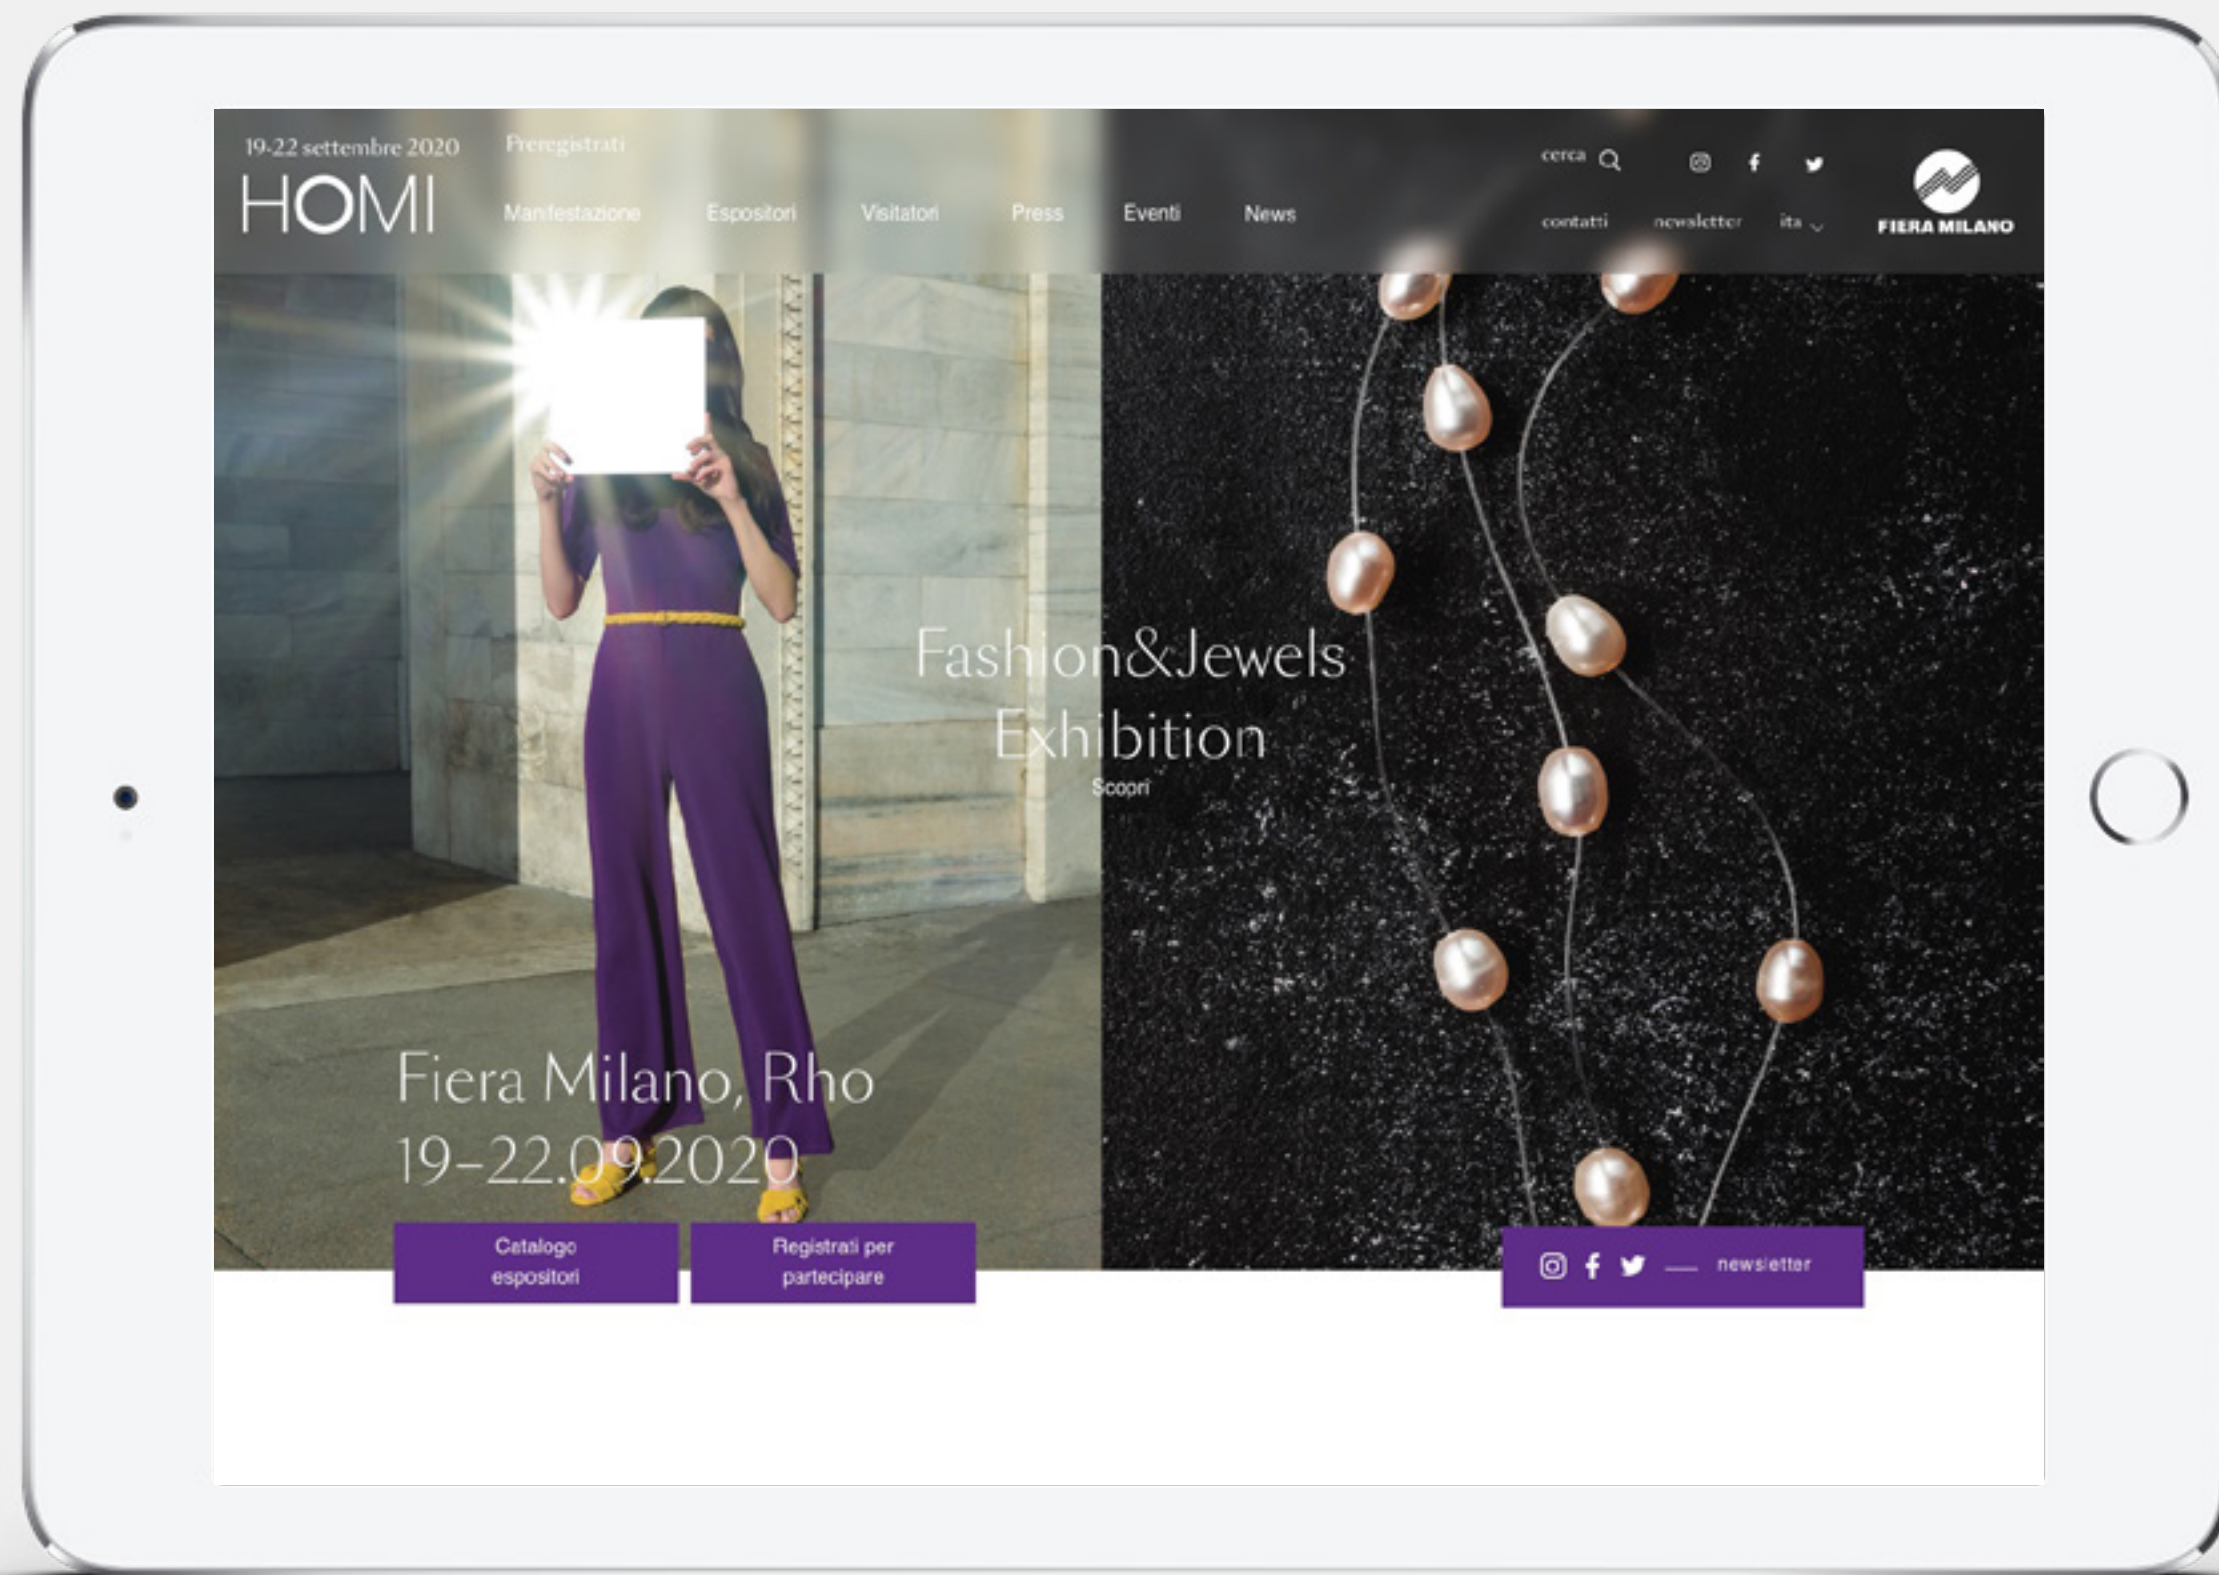 19-22 settembre 2020
Preregistrati
HOMI
Manifestazione
Espositori
Visitatori
Press
Eventi
News
cerca
contatti
newsletter
ita
FIERA MILANO
Fashion&Jewels
Exhibition
Scopri
Fiera Milano, Rho
19–22.09.2020
Catalogo
espositori
Registrati per
partecipare
newsletter